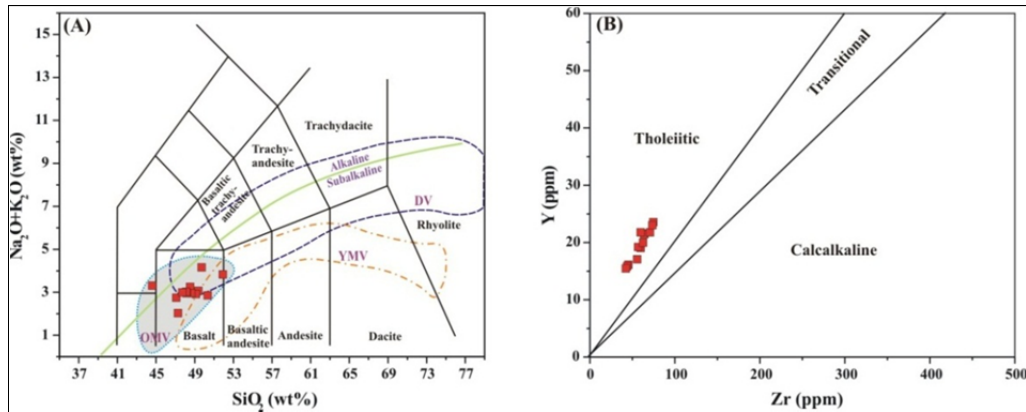 (A)
Na₂O+K₂O (wt%)
15
13
11
9
7
5
3
1
Trachydacite
Trachy-
andesite
Basaltic
trachy-
andesite
Alkaline
Subalkaline
DV
Rhyolite
YMV
OMV
Basalt
Basaltic
andesite
Andesite
Dacite
37 41 45 49 53 57 61 65 69 73 77
SiO₂ (wt%)
(B)
Y (ppm)
60
50
40
30
20
10
0
Tholeiitic
Transitional
Calcalkaline
0 100 200 300 400 500
Zr (ppm)